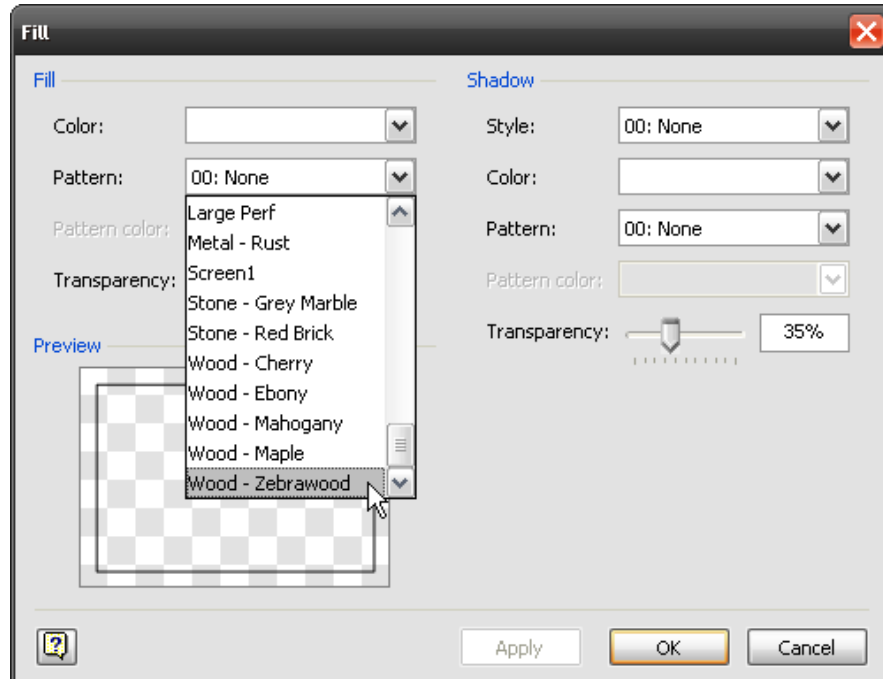 Fill
Fill
Color:
Pattern:
00: None
Large Perf
Metal - Rust
Screen1
Stone - Grey Marble
Stone - Red Brick
Wood - Cherry
Wood - Ebony
Wood - Mahogany
Wood - Maple
Wood - Zebrawood
Pattern color:
Transparency:
Preview
Shadow
Style:
00: None
Color:
Pattern:
00: None
Pattern color:
Transparency:
35%
?
Apply
OK
Cancel